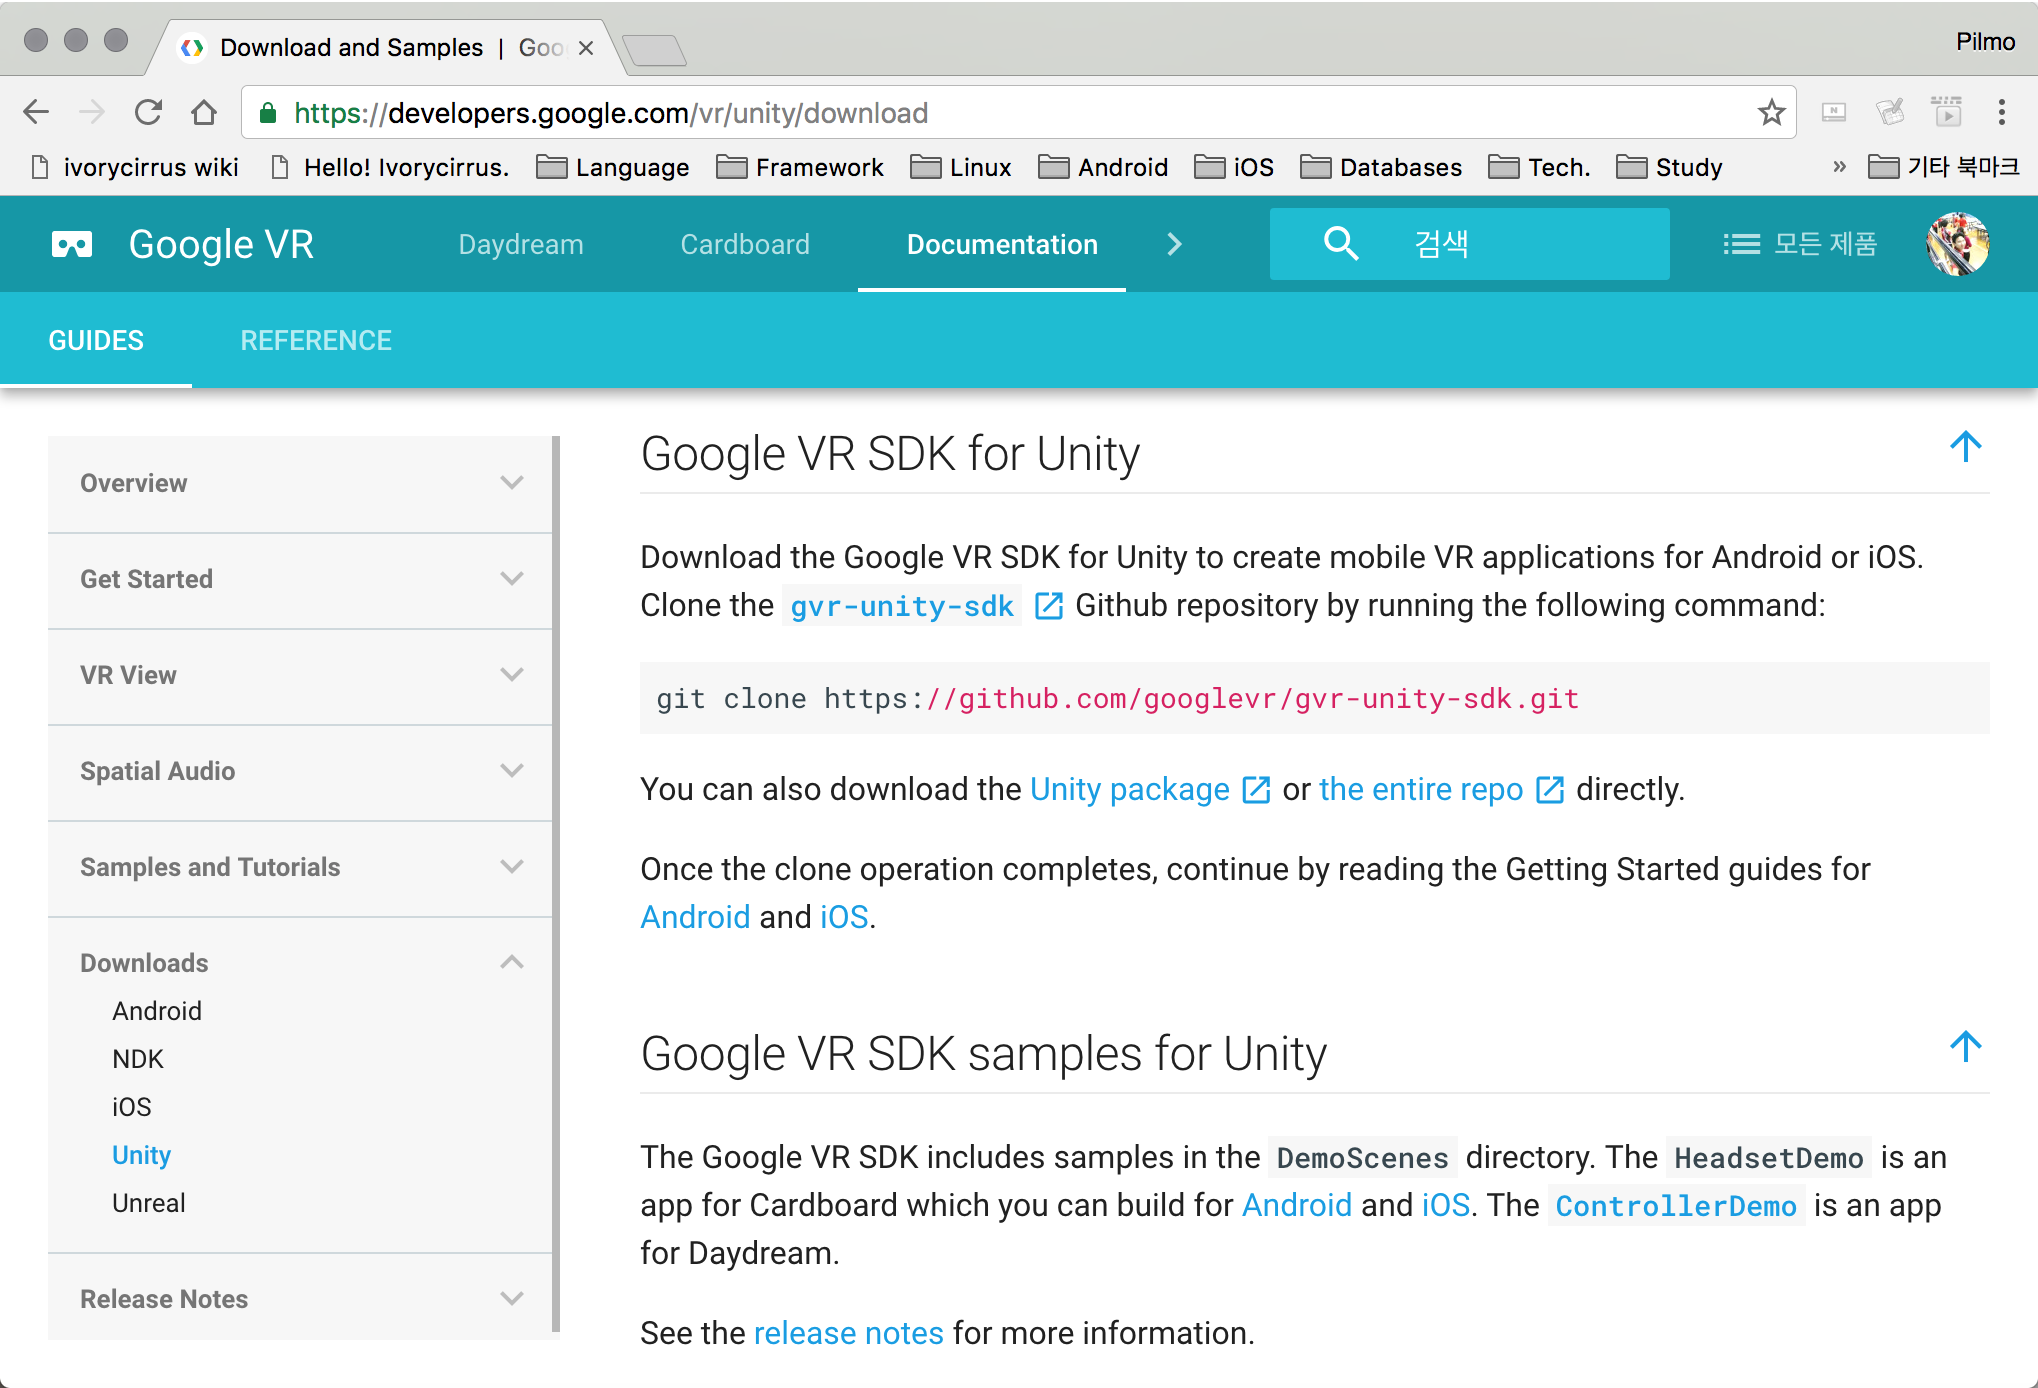 Download and Samples | Goo
Pilmo
https://developers.google.com/vr/unity/download
ivorycirrus wiki Hello! Ivorycirrus. Language Framework Linux Android iOS Databases Tech. Study » 기타 북마크
Google VR Daydream Cardboard Documentation 검색 모든 제품
GUIDES REFERENCE
Overview
Get Started
VR View
Spatial Audio
Samples and Tutorials
Downloads
Android
NDK
iOS
Unity
Unreal
Release Notes
Google VR SDK for Unity
Download the Google VR SDK for Unity to create mobile VR applications for Android or iOS.
Clone the gvr-unity-sdk Github repository by running the following command:
git clone https://github.com/googlevr/gvr-unity-sdk.git
You can also download the Unity package or the entire repo directly.
Once the clone operation completes, continue by reading the Getting Started guides for
Android and iOS.
Google VR SDK samples for Unity
The Google VR SDK includes samples in the DemoScenes directory. The HeadsetDemo is an
app for Cardboard which you can build for Android and iOS. The ControllerDemo is an app
for Daydream.
See the release notes for more information.